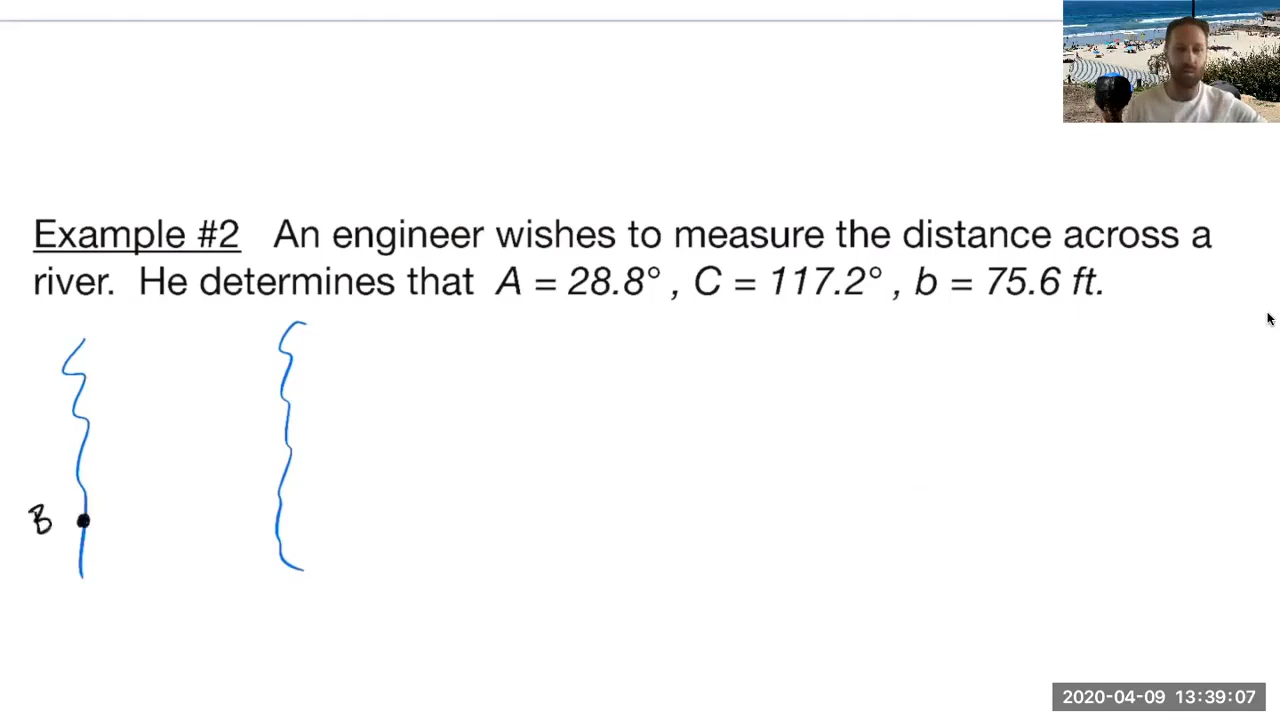 Example #2 An engineer wishes to measure the distance across a
river. He determines that A = 28.8° , C = 117.2° , b = 75.6 ft.
B
2020-04-09 13:39:07